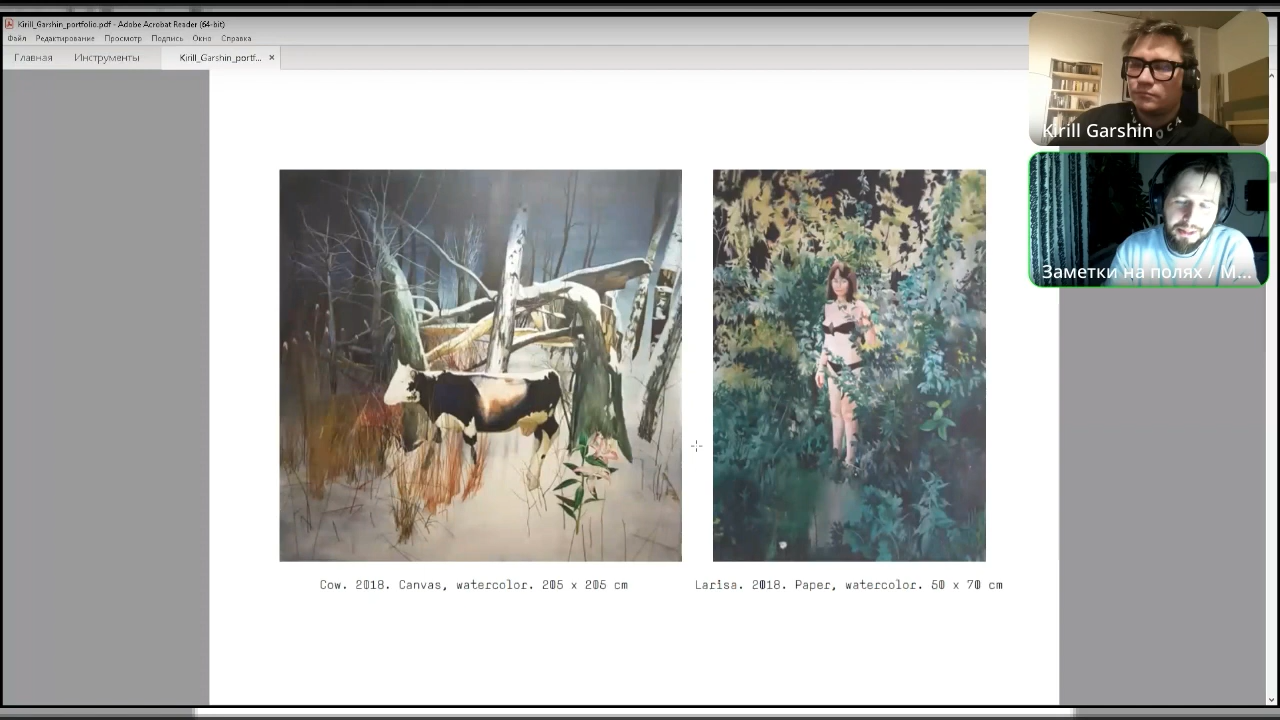 Kirill_Garshin_portfolio.pdf - Adobe Acrobat Reader (64-bit)
Файл Редактирование Просмотр Подпись Окно Справка
Главная Инструменты Kirill_Garshin_portf... ×
Kirill Garshin
Заметки на полях / М...
Cow. 2018. Canvas, watercolor. 205 x 205 cm
Larisa. 2018. Paper, watercolor. 50 x 70 cm